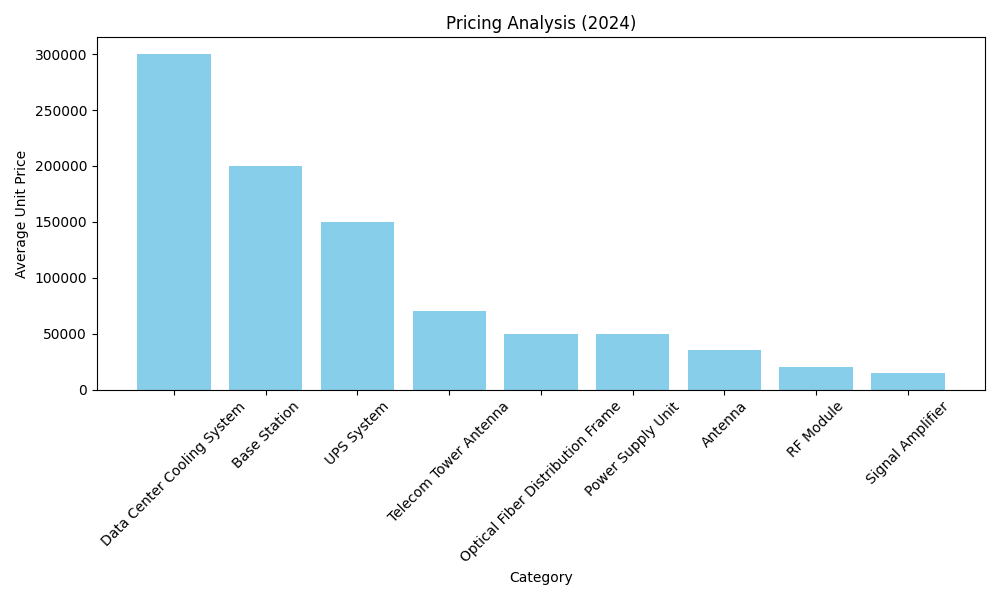 Pricing Analysis (2024)
Average Unit Price
300000
250000
200000
150000
100000
50000
0
Data Center Cooling System
Base Station
UPS System
Telecom Tower Antenna
Optical Fiber Distribution Frame
Power Supply Unit
Antenna
RF Module
Signal Amplifier
Category